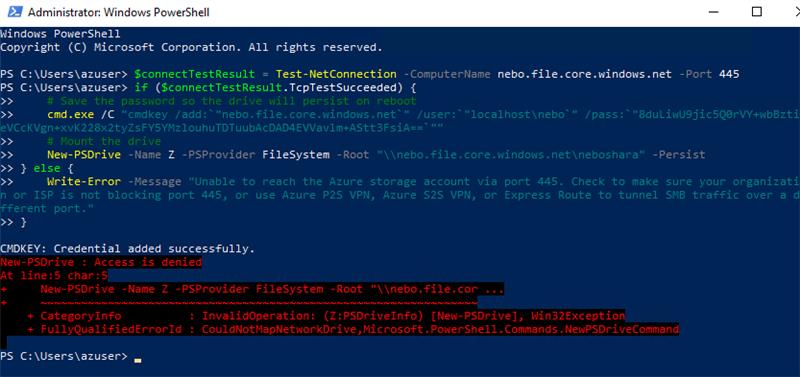 Administrator: Windows PowerShell
Windows PowerShell
Copyright (C) Microsoft Corporation. All rights reserved.
PS C:\Users\azuser> $connectTestResult = Test-NetConnection -ComputerName nebo.file.core.windows.net -Port 445
PS C:\Users\azuser> if ($connectTestResult.TcpTestSucceeded) {
>>     # Save the password so the drive will persist on reboot
>>     cmd.exe /C "cmdkey /add:`"nebo.file.core.windows.net`" /user:`"localhost\nebo`" /pass:`"8duLiwU9jic5Q0rVY+wbBzti
eVCcKVgn+xvK228x2tyZsFY5YMzlouhuTDTuubAcDAD4EVVavlm+AStt3FsiA==`""
>>     # Mount the drive
>>     New-PSDrive -Name Z -PSProvider FileSystem -Root "\\nebo.file.core.windows.net\neboshara" -Persist
>> } else {
>>     Write-Error -Message "Unable to reach the Azure storage account via port 445. Check to make sure your organizati
n or ISP is not blocking port 445, or use Azure P2S VPN, Azure S2S VPN, or Express Route to tunnel SMB traffic over a d
fferent port."
>> }
CMDKEY: Credential added successfully.
New-PSDrive : Access is denied
At line:5 char:5
+     New-PSDrive -Name Z -PSProvider FileSystem -Root "\\nebo.file.cor ...
+     ~~~~~~~~~~~~~~~~~~~~~~~~~~~~~~~~~~~~~~~~~~~~~~~~~~~~~~~~~~~~~~~~~
    + CategoryInfo          : InvalidOperation: (Z:PSDriveInfo) [New-PSDrive], Win32Exception
    + FullyQualifiedErrorId : CouldNotMapNetworkDrive,Microsoft.PowerShell.Commands.NewPSDriveCommand
PS C:\Users\azuser>